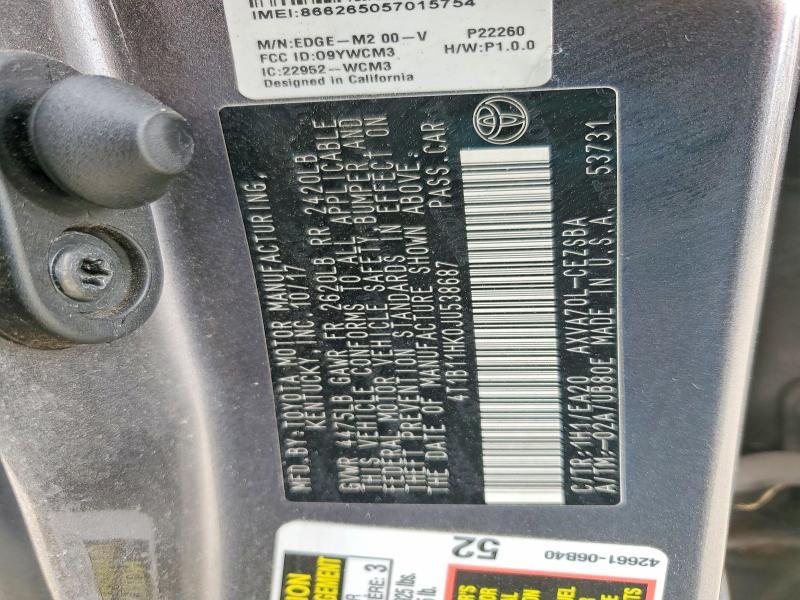 IMEI:866265057015754
M/N:EDGE-M2 00-V
P22260
FCC ID:O9YWCM3
H/W:P1.0.0
IC:22952-WCM3
Designed in California
MFD.BY:TOYOTA MOTOR MANUFACTURING,
KENTUCKY, INC. 10/17
GWR 4475LB GAWR FR 2620LB RR 2420LB
THIS VEHICLE CONFORMS TO ALL APPLICABLE
FEDERAL MOTOR VEHICLE SAFETY, BUMPER, AND
THEFT PREVENTION STANDARDS IN EFFECT ON
THE DATE OF MANUFACTURE SHOWN ABOVE.
4T1BY1HK0JU538687 PASS.CAR
C/TR:1H1/EA20 AXVA70L-CEZSBA
A/TM:-02A/UB80E MADE IN U.S.A. 53731
52
42661-06B40